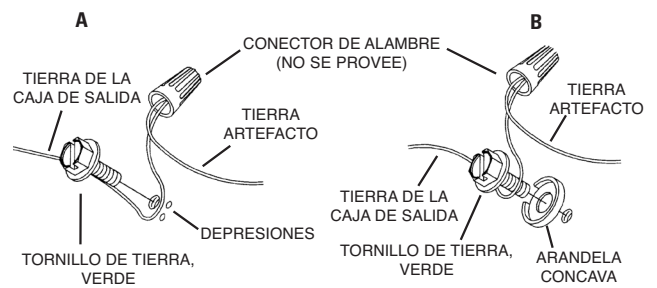 A
B
CONECTOR DE ALAMBRE
(NO SE PROVEE)
TIERRA DE LA
CAJA DE SALIDA
TIERRA
ARTEFACTO
TIERRA
ARTEFACTO
TIERRA DE LA
CAJA DE SALIDA
DEPRESIONES
TORNILLO DE TIERRA,
VERDE
TORNILLO DE TIERRA,
VERDE
ARANDELA
CONCAVA